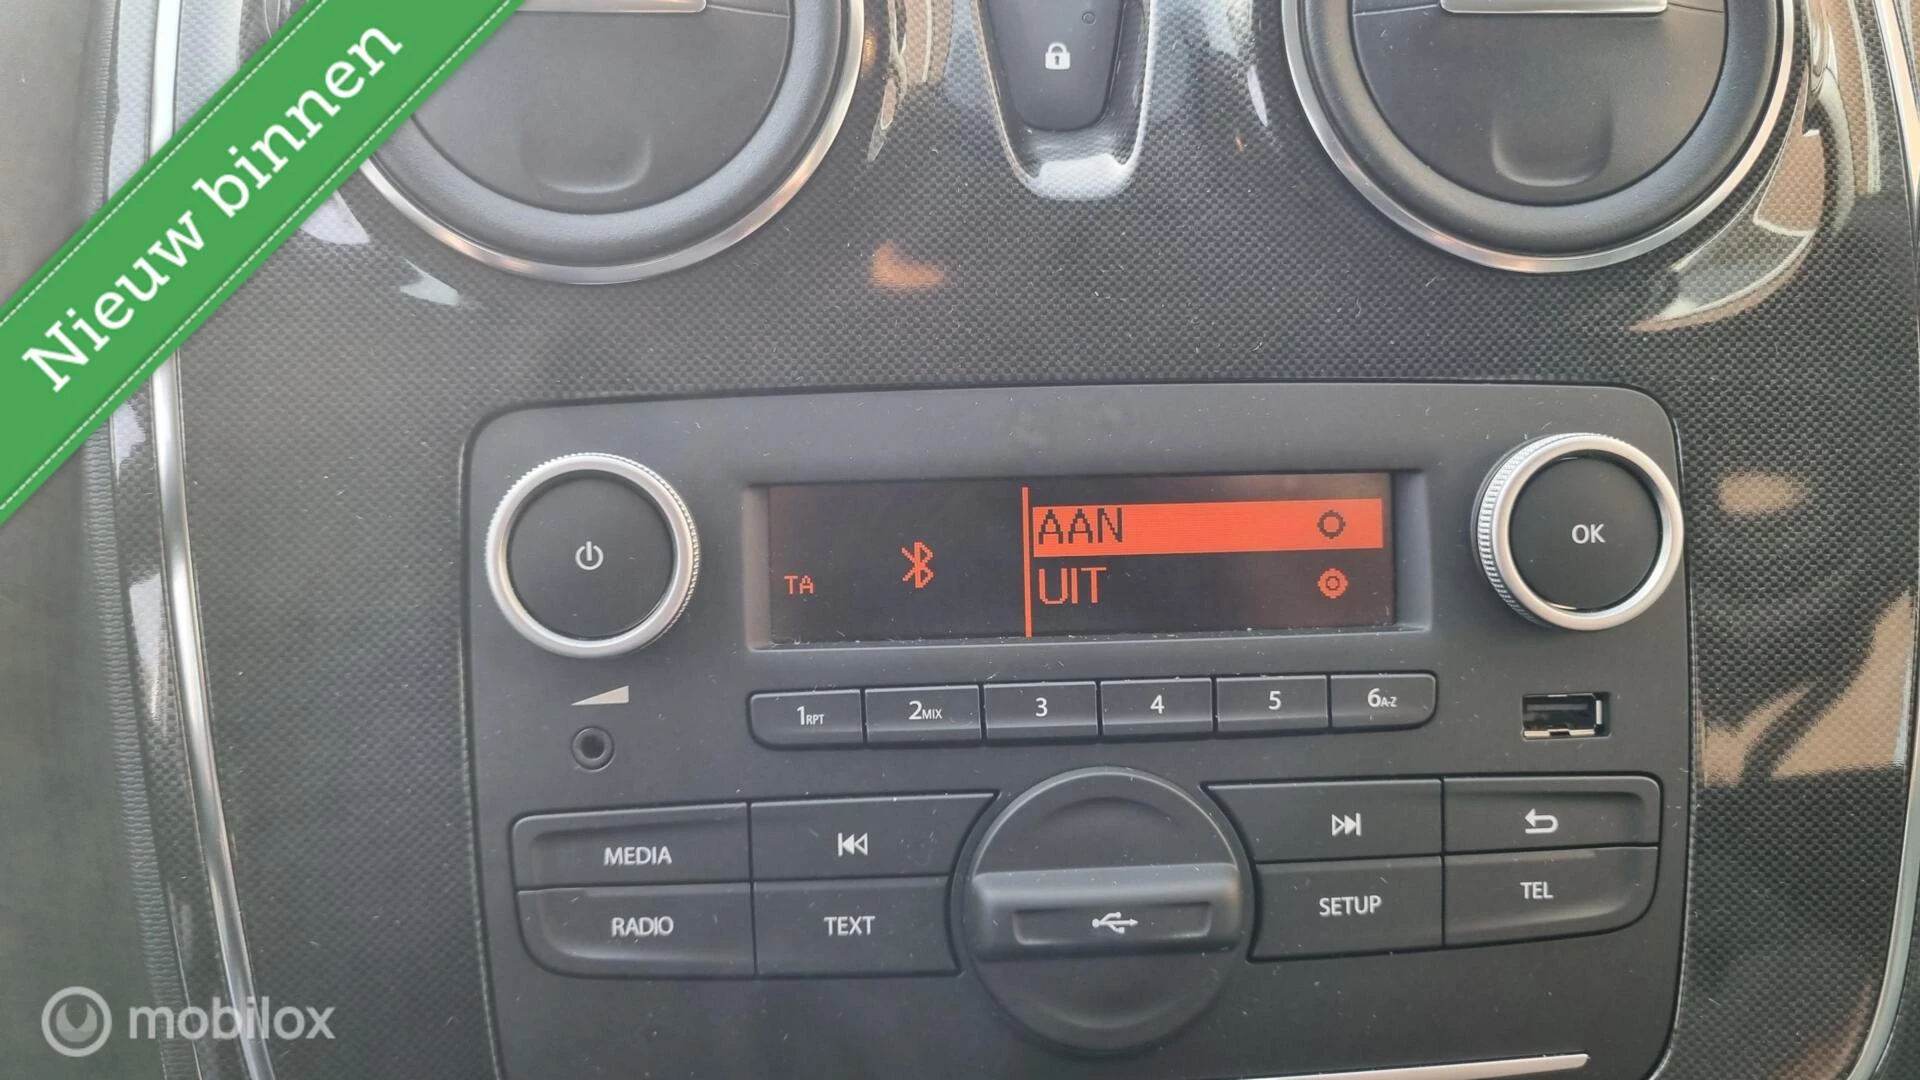 Nieuw binnen
AAN
TA
UIT
OK
1RPT 2MIX 3 4 5 6A-Z
MEDIA
RADIO TEXT SETUP TEL
mobilox